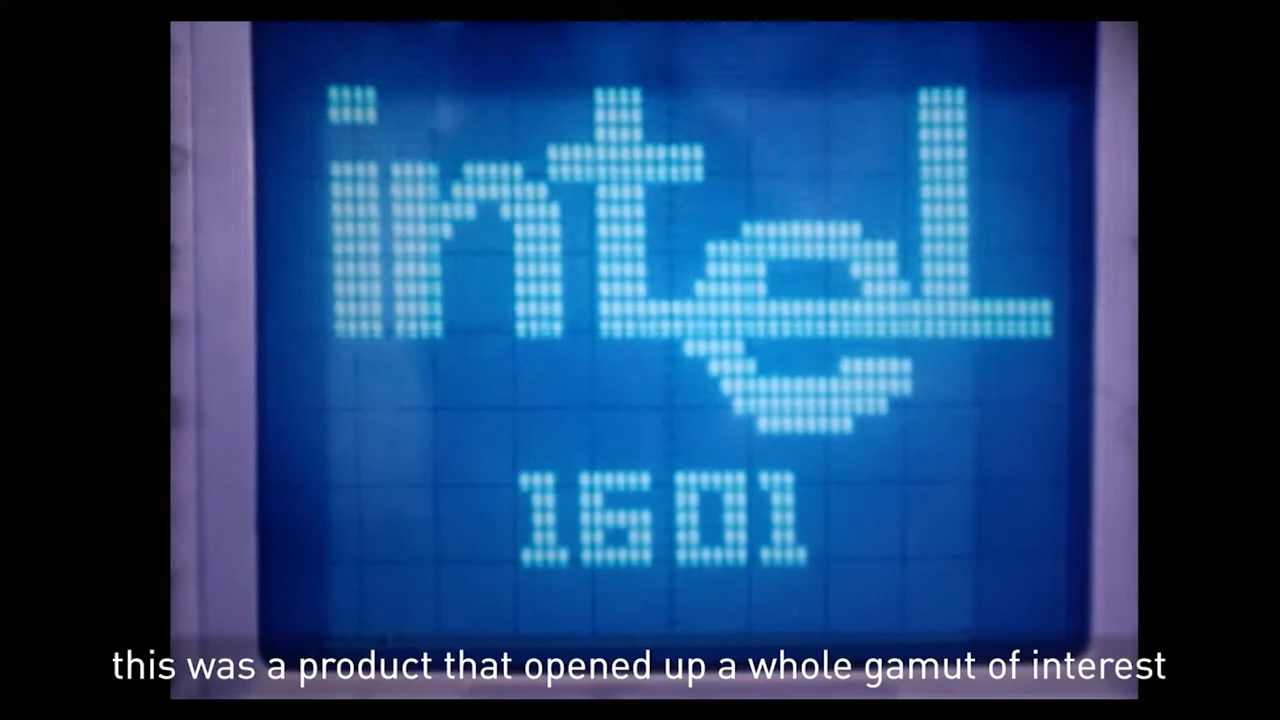 intel
1601
this was a product that opened up a whole gamut of interest